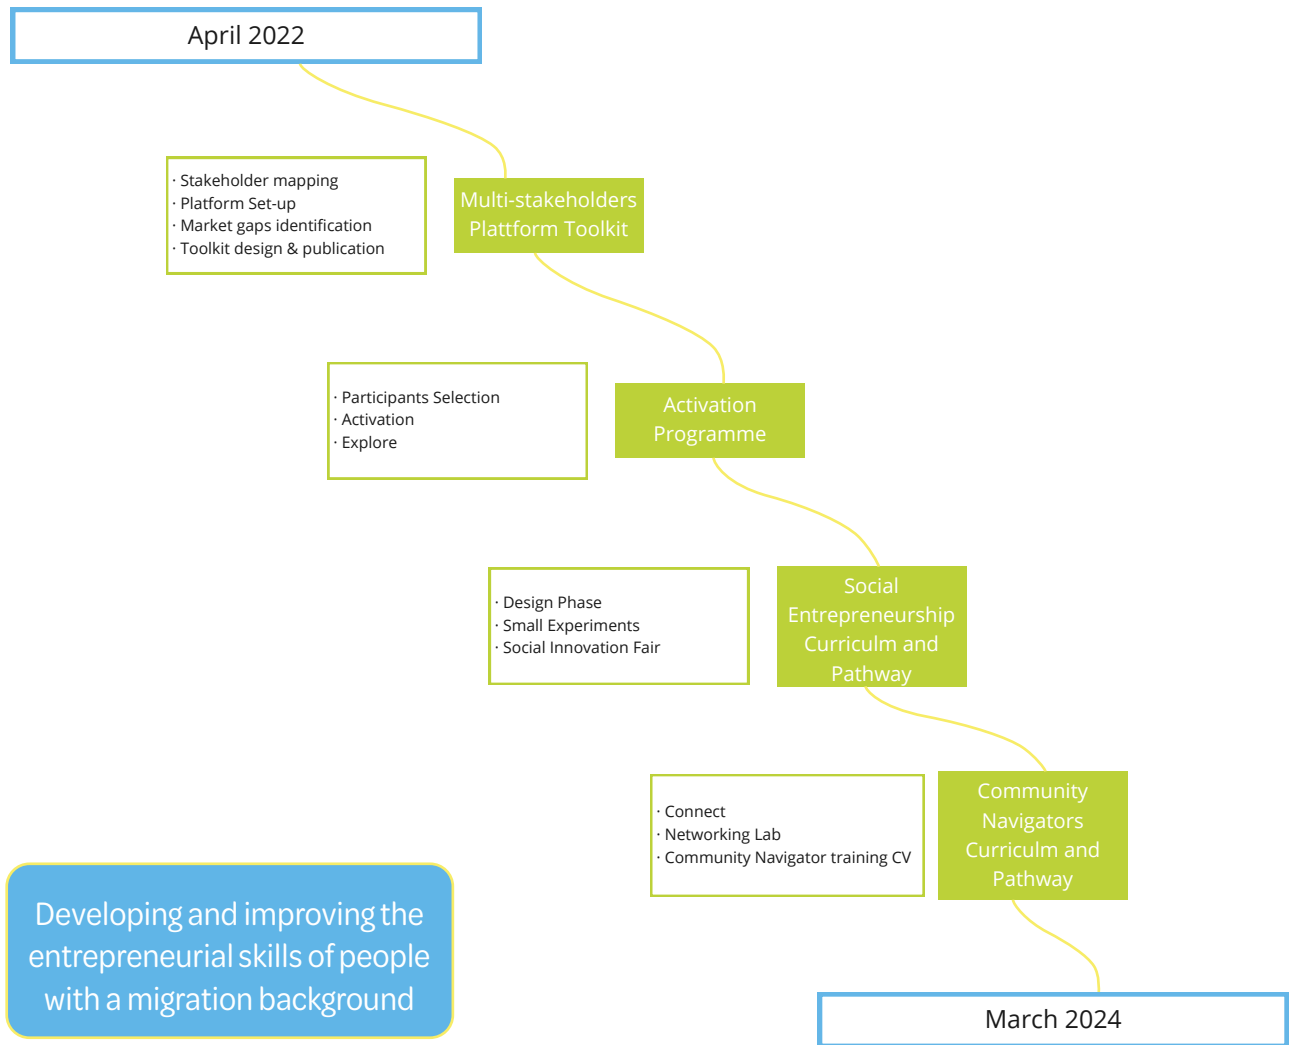 April 2022
· Stakeholder mapping
· Platform Set-up
· Market gaps identification
· Toolkit design & publication
Multi-stakeholders
Plattform Toolkit
· Participants Selection
· Activation
· Explore
Activation
Programme
· Design Phase
· Small Experiments
· Social Innovation Fair
Social
Entrepreneurship
Curriculm and
Pathway
· Connect
· Networking Lab
· Community Navigator training CV
Community
Navigators
Curriculm and
Pathway
Developing and improving the
entrepreneurial skills of people
with a migration background
March 2024